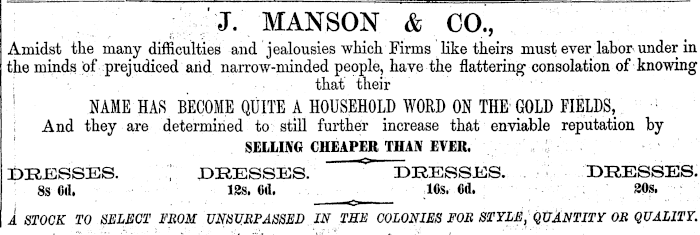 J. MANSON & CO.,
Amidst the many difficulties and jealousies which Firms like theirs must ever labor under in
the minds of prejudiced and narrow-minded people, have the flattering consolation of knowing
that their
NAME HAS BECOME QUITE A HOUSEHOLD WORD ON THE GOLD FIELDS,
And they are determined to still further increase that enviable reputation by
SELLING CHEAPER THAN EVER.
DRESSES. DRESSES. DRESSES. DRESSES.
8s 6d. 12s. 6d. 16s. 6d. 20s.
A STOCK TO SELECT FROM UNSURPASSED IN THE COLONIES FOR STYLE, QUANTITY OR QUALITY.